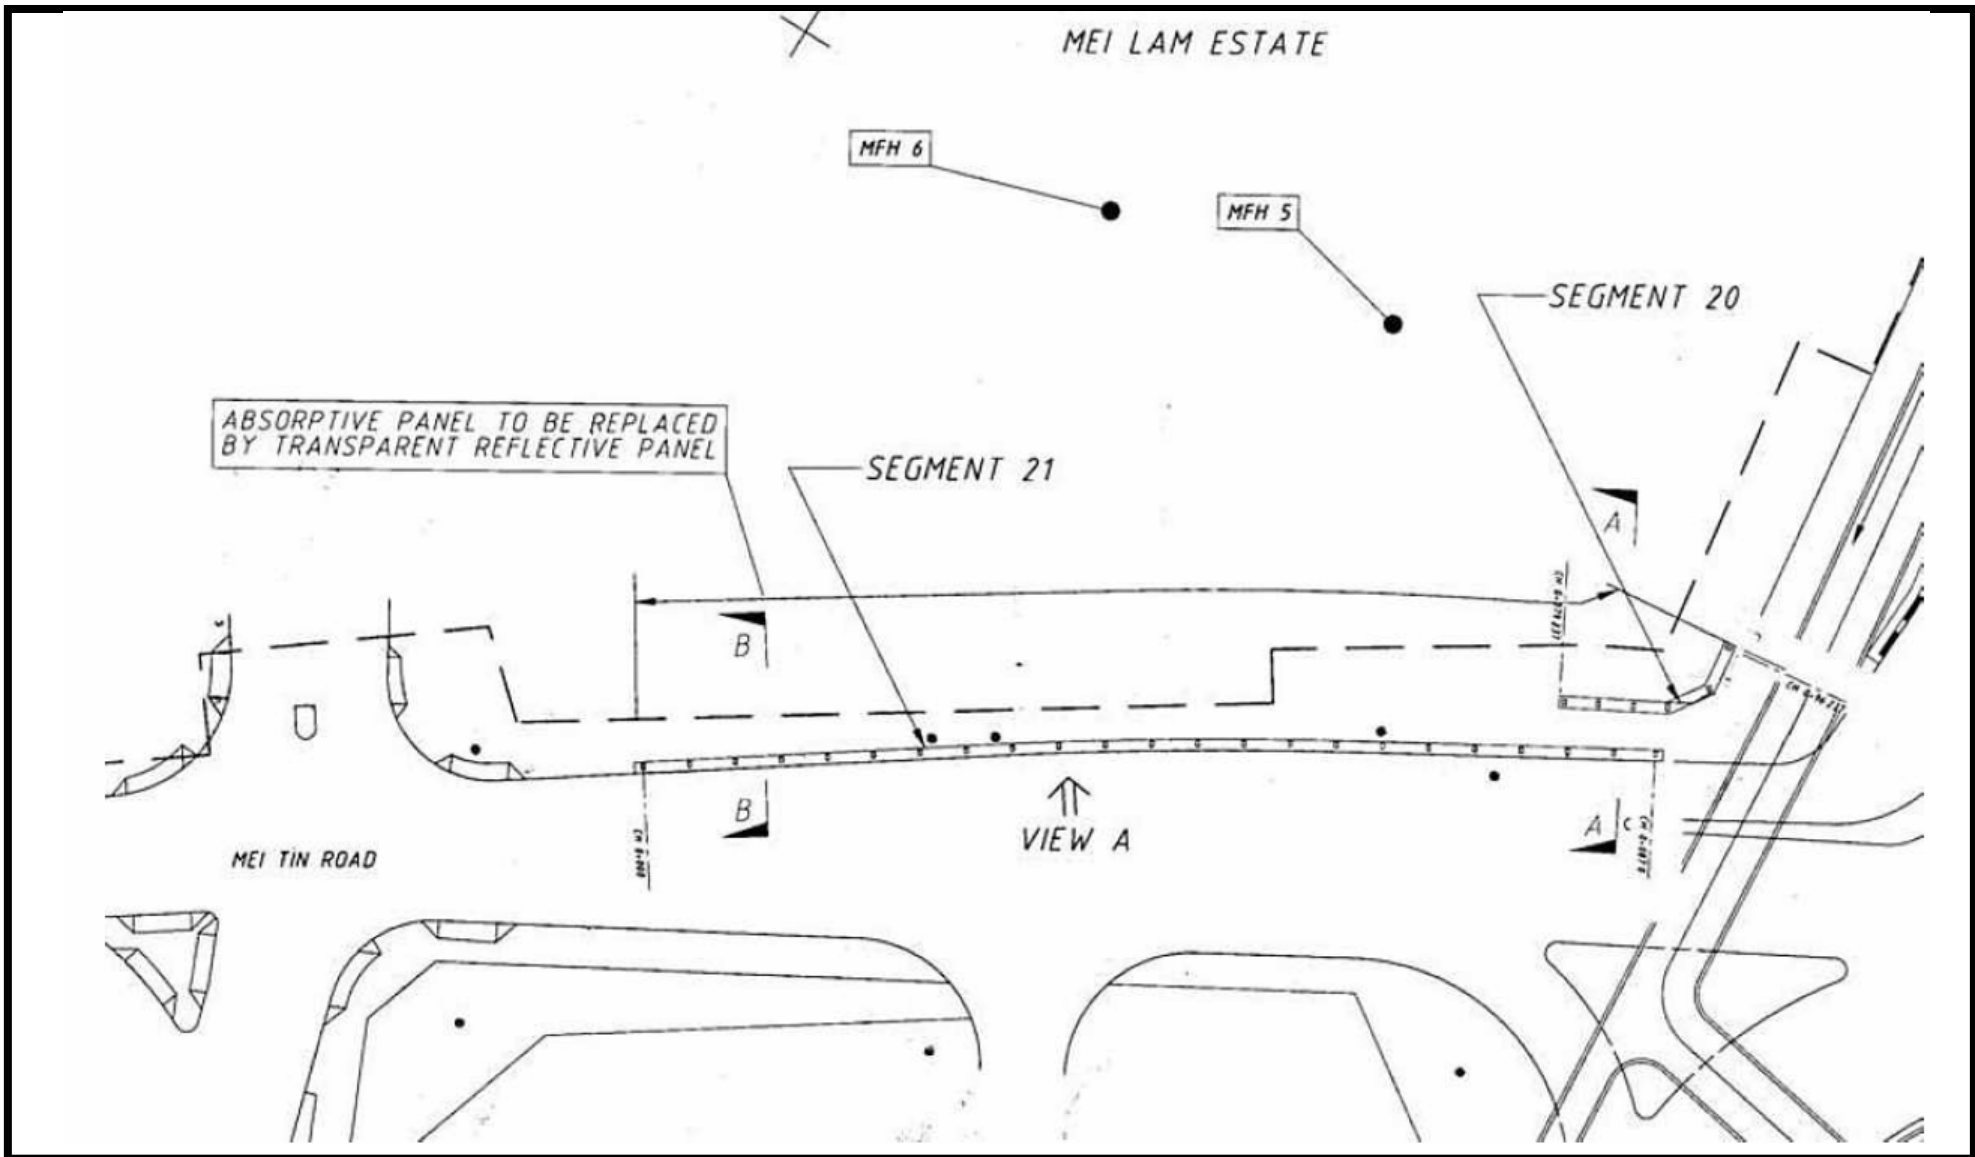 MEI LAM ESTATE
MFH 6
MFH 5
SEGMENT 20
ABSORPTIVE PANEL TO BE REPLACED
BY TRANSPARENT REFLECTIVE PANEL
SEGMENT 21
A
B
B
VIEW A
A
MEI TIN ROAD